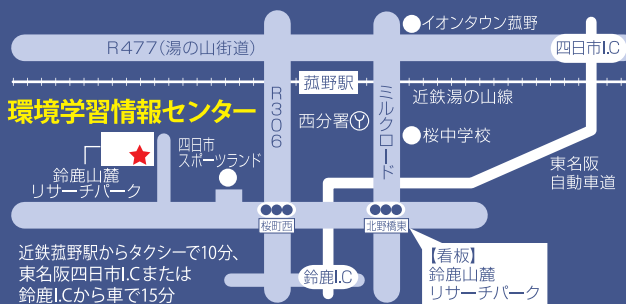 イオンタウン菰野
R477(湯の山街道)
四日市I.C
菰野駅
近鉄湯の山線
環境学習情報センター
R306
西分署
ミルクロード
桜中学校
四日市
スポーツランド
鈴鹿山麓
リサーチパーク
東名阪
自動車道
桜町西
北野橋東
近鉄菰野駅からタクシーで10分、
東名阪四日市I.Cまたは
鈴鹿I.Cから車で15分
鈴鹿I.C
【看板】
鈴鹿山麓
リサーチパーク